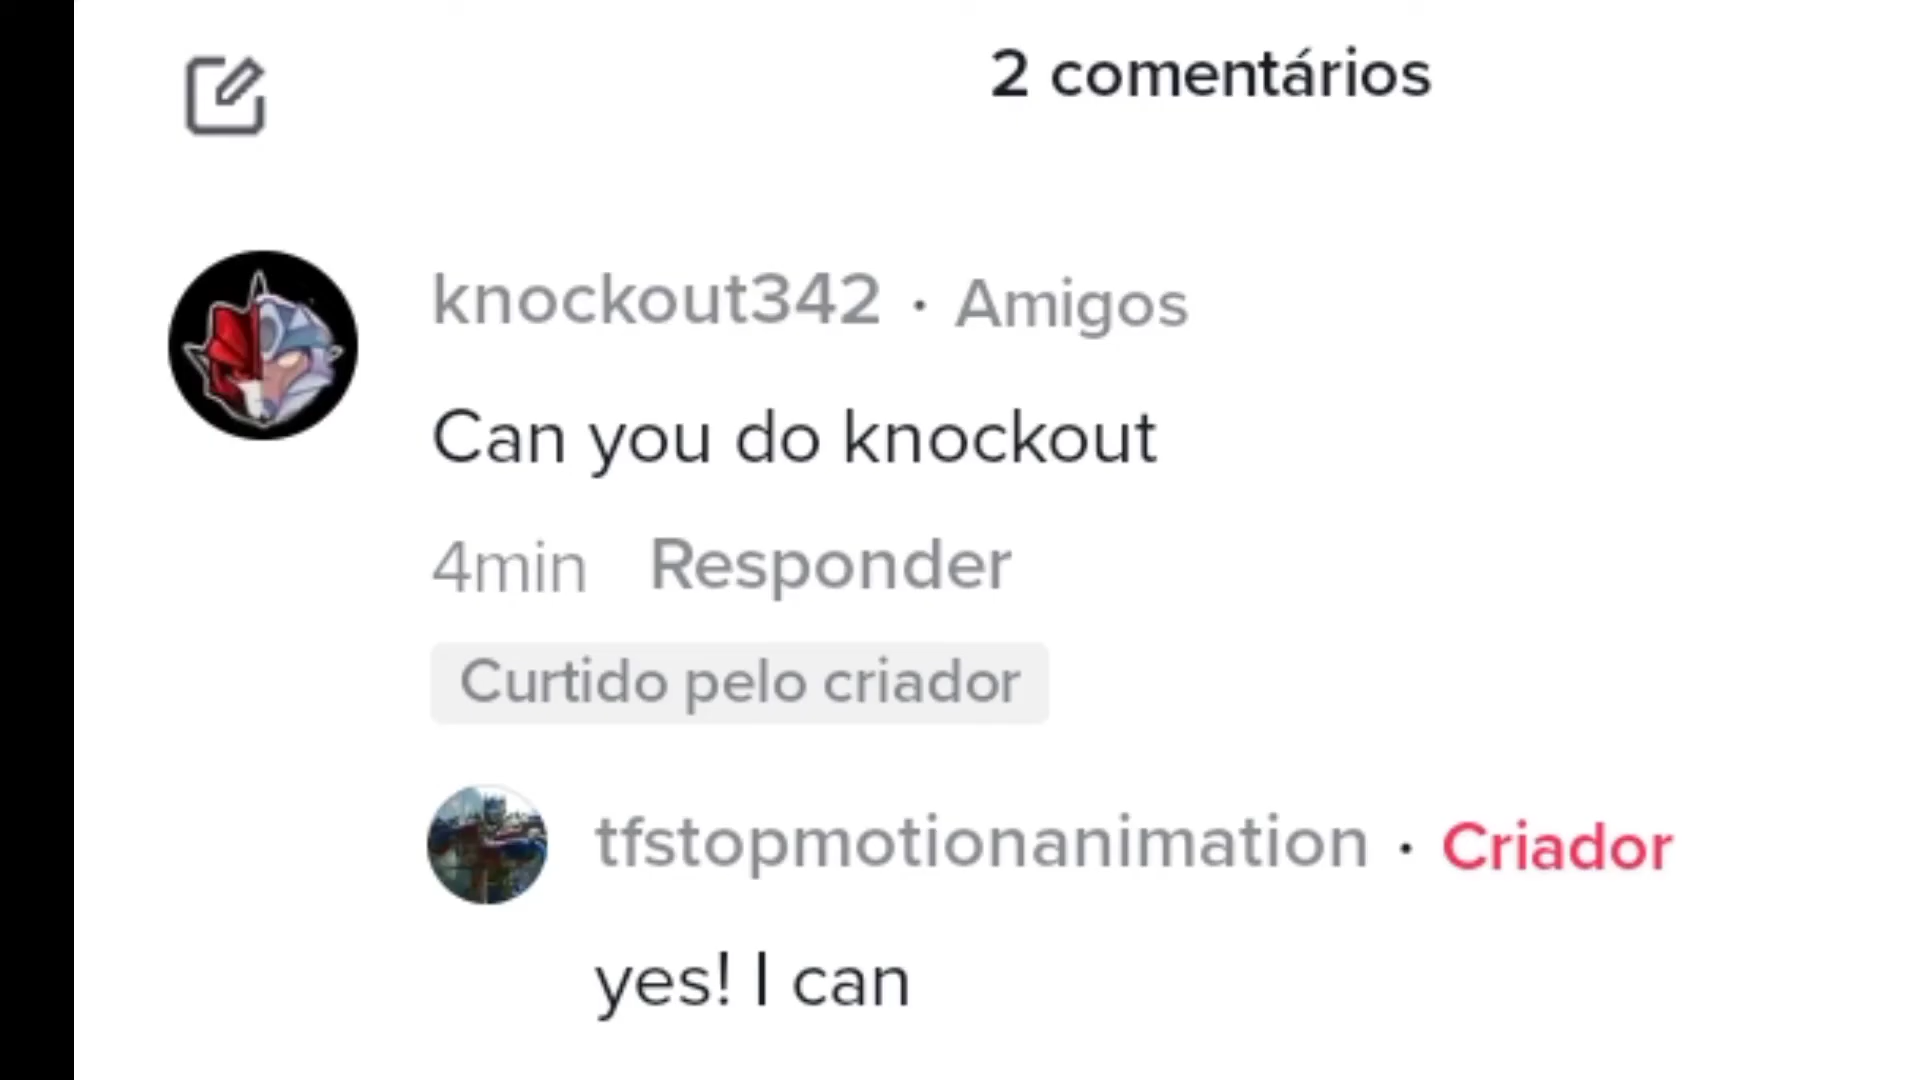 2 comentários
knockout342 · Amigos
Can you do knockout
4min Responder
Curtido pelo criador
tfstopmotionanimation · Criador
yes! I can